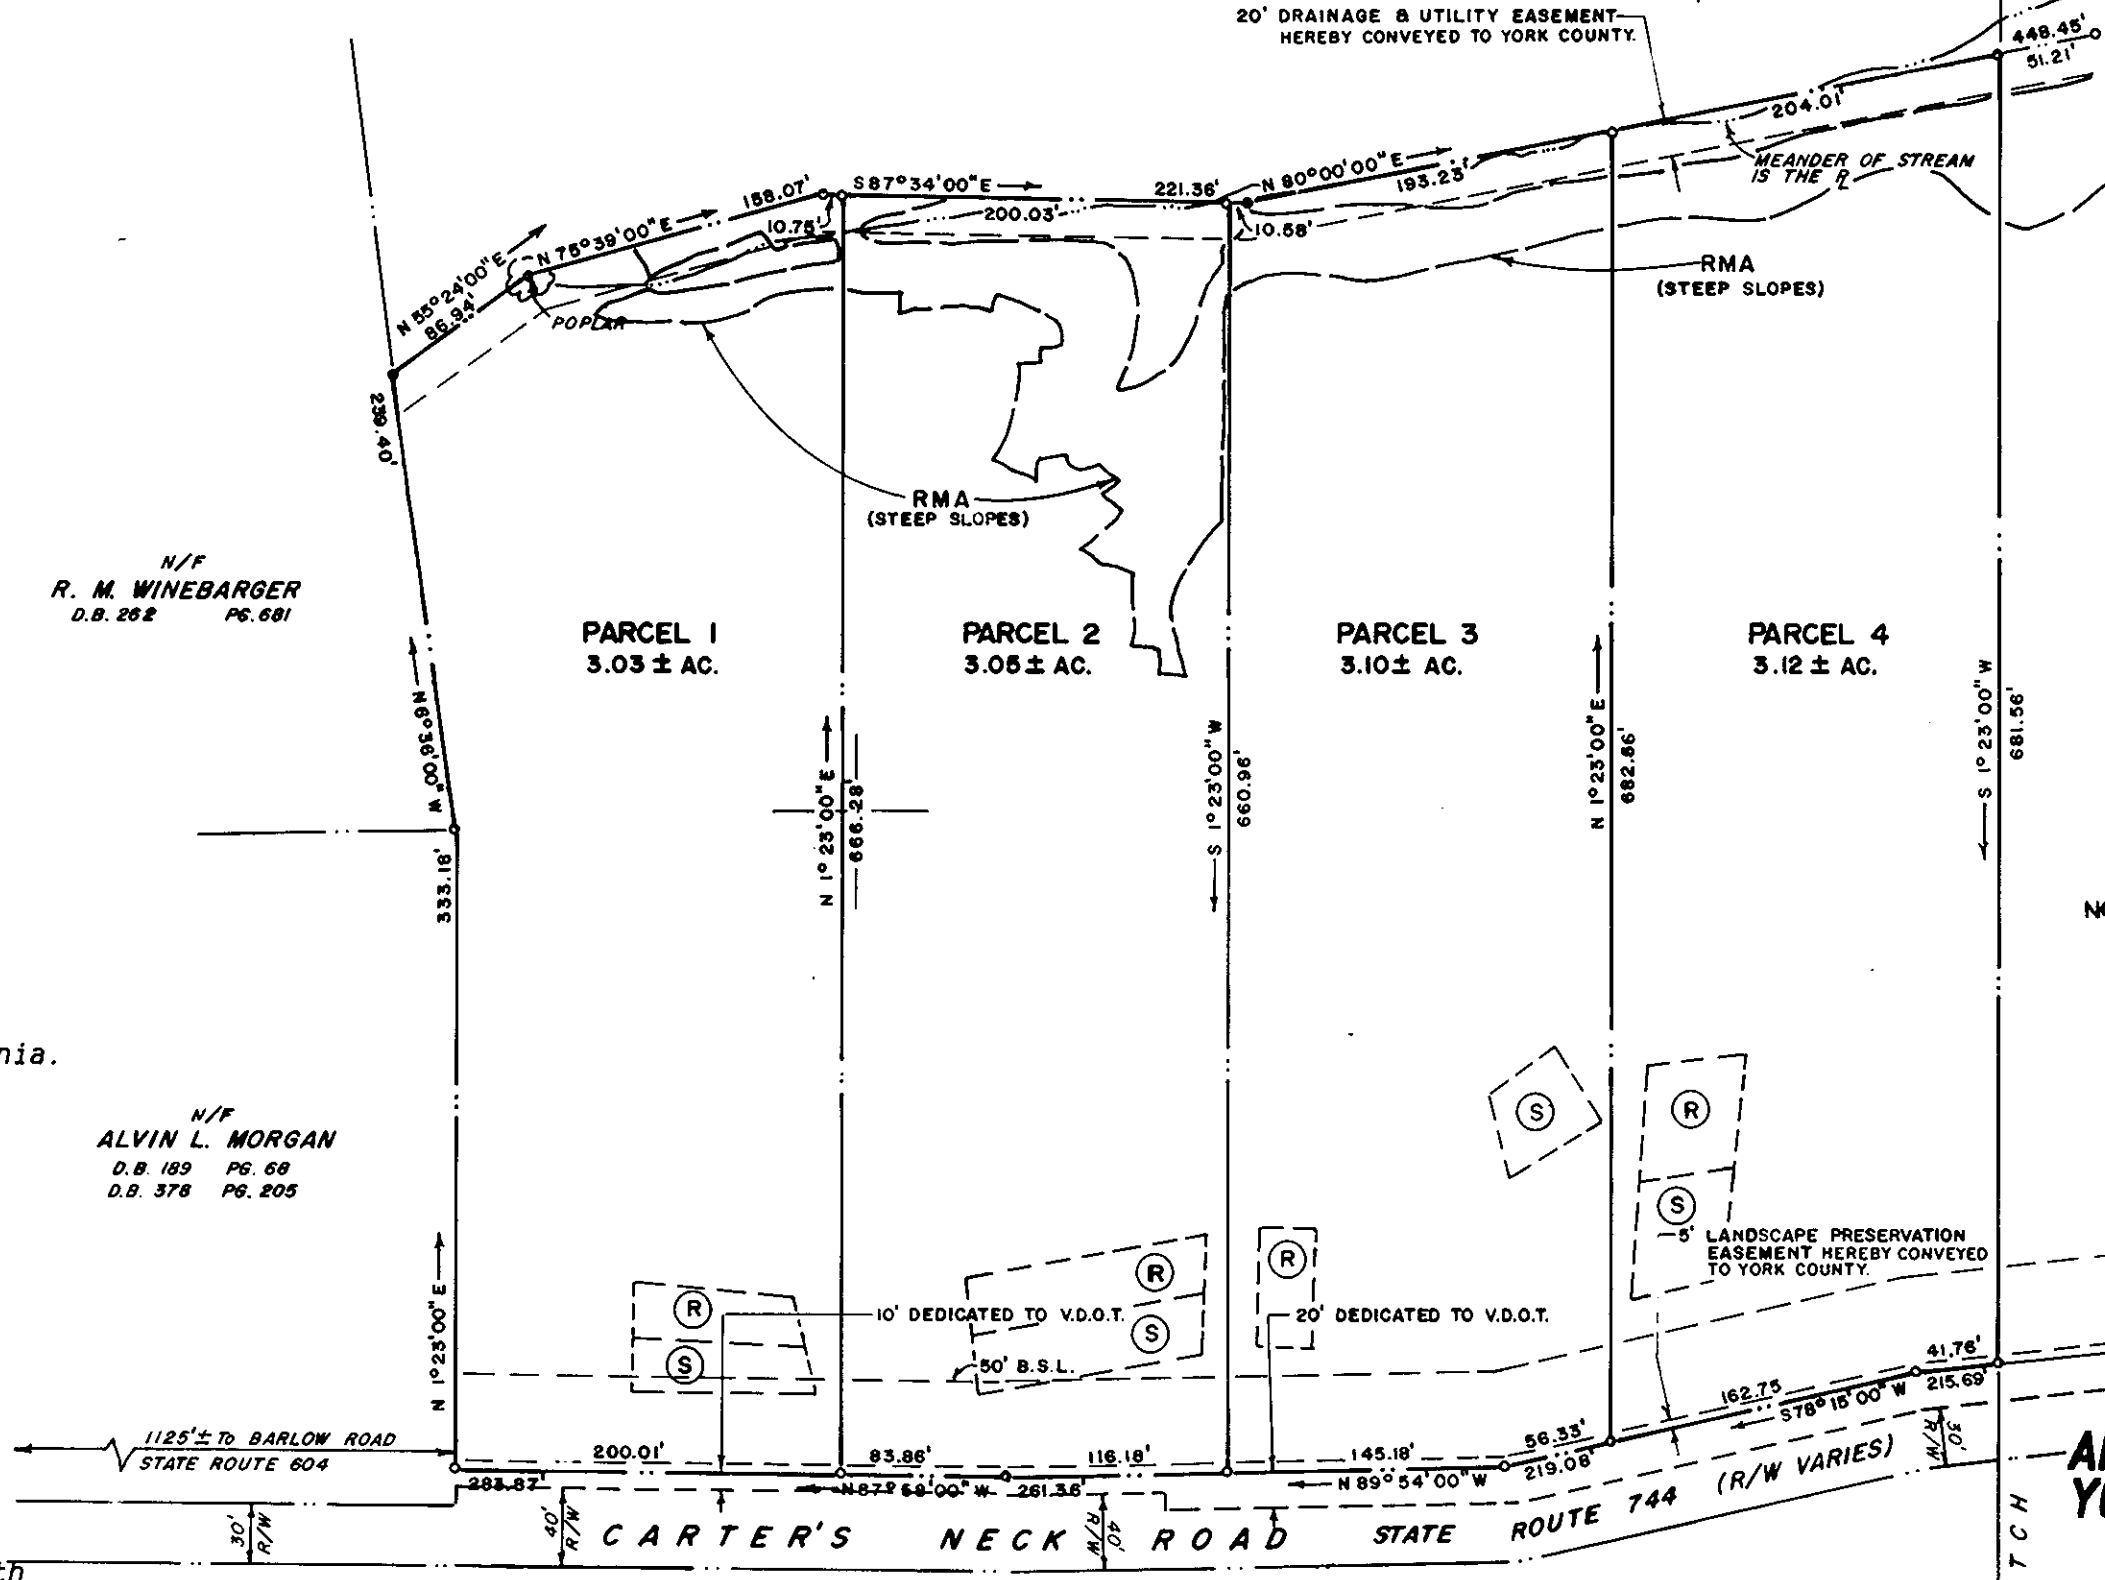 20' DRAINAGE & UTILITY EASEMENT
HEREBY CONVEYED TO YORK COUNTY.
448.45'
51.21'
204.01'
MEANDER OF STREAM
IS THE ⅊
N 80°00'00" E
193.23'
S 87°34'00" E
221.36'
200.03'
10.58'
158.07'
10.75'
N 75°39'00" E
N 55°24'00" E
86.94'
POPLAR
RMA
(STEEP SLOPES)
239.40'
RMA
(STEEP SLOPES)
N/F
R. M. WINEBARGER
D.B. 262 PG. 681
PARCEL 1
3.03 ± AC.
PARCEL 2
3.05± AC.
PARCEL 3
3.10± AC.
PARCEL 4
3.12 ± AC.
N 6°36'00" W
N 1°23'00" E
666.28'
S 1°23'00" W
660.96'
N 1°23'00" E
682.86'
S 1°23'00" W
681.56'
333.18'
nia.
N/F
ALVIN L. MORGAN
D.B. 189 PG. 68
D.B. 378 PG. 205
N 1°23'00" E
S
R
S
R
S
R
S
R
5' LANDSCAPE PRESERVATION
EASEMENT HEREBY CONVEYED
TO YORK COUNTY.
10' DEDICATED TO V.D.O.T.
20' DEDICATED TO V.D.O.T.
50' B.S.L.
41.76'
215.69'
162.75
S 78°15'00" W
1125'± TO BARLOW ROAD
STATE ROUTE 604
200.01'
83.86'
116.18'
145.18'
56.33'
219.08'
283.87'
N 87°59'00" W
261.36'
N 89°54'00" W
30' R/W
40' R/W
40' R/W
30' R/W
CARTER'S NECK ROAD STATE ROUTE 744 (R/W VARIES)
TCH
th